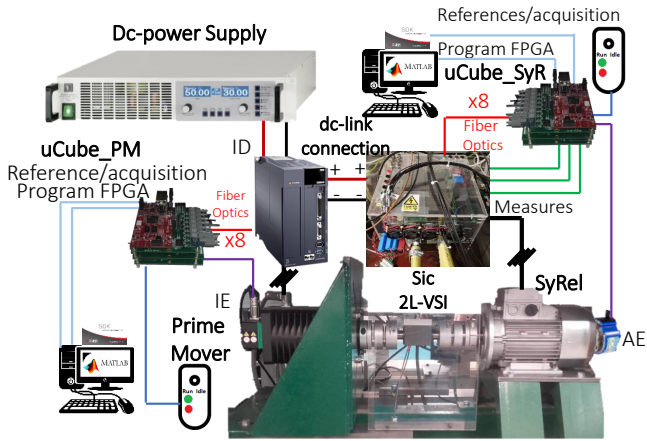 References/acquisition
Dc-power Supply
SDK
Program FPGA
MATLAB
uCube_SyR
Run Idle
50.00 30.00
x8
Fiber
Optics
dc-link
connection
ID
uCube_PM
Reference/acquisition
Program FPGA
+ +
- -
Fiber
Optics
x8
Measures
Sic
2L-VSI
SyRel
IE
AE
Prime
Mover
SDK
MATLAB
Run Idle